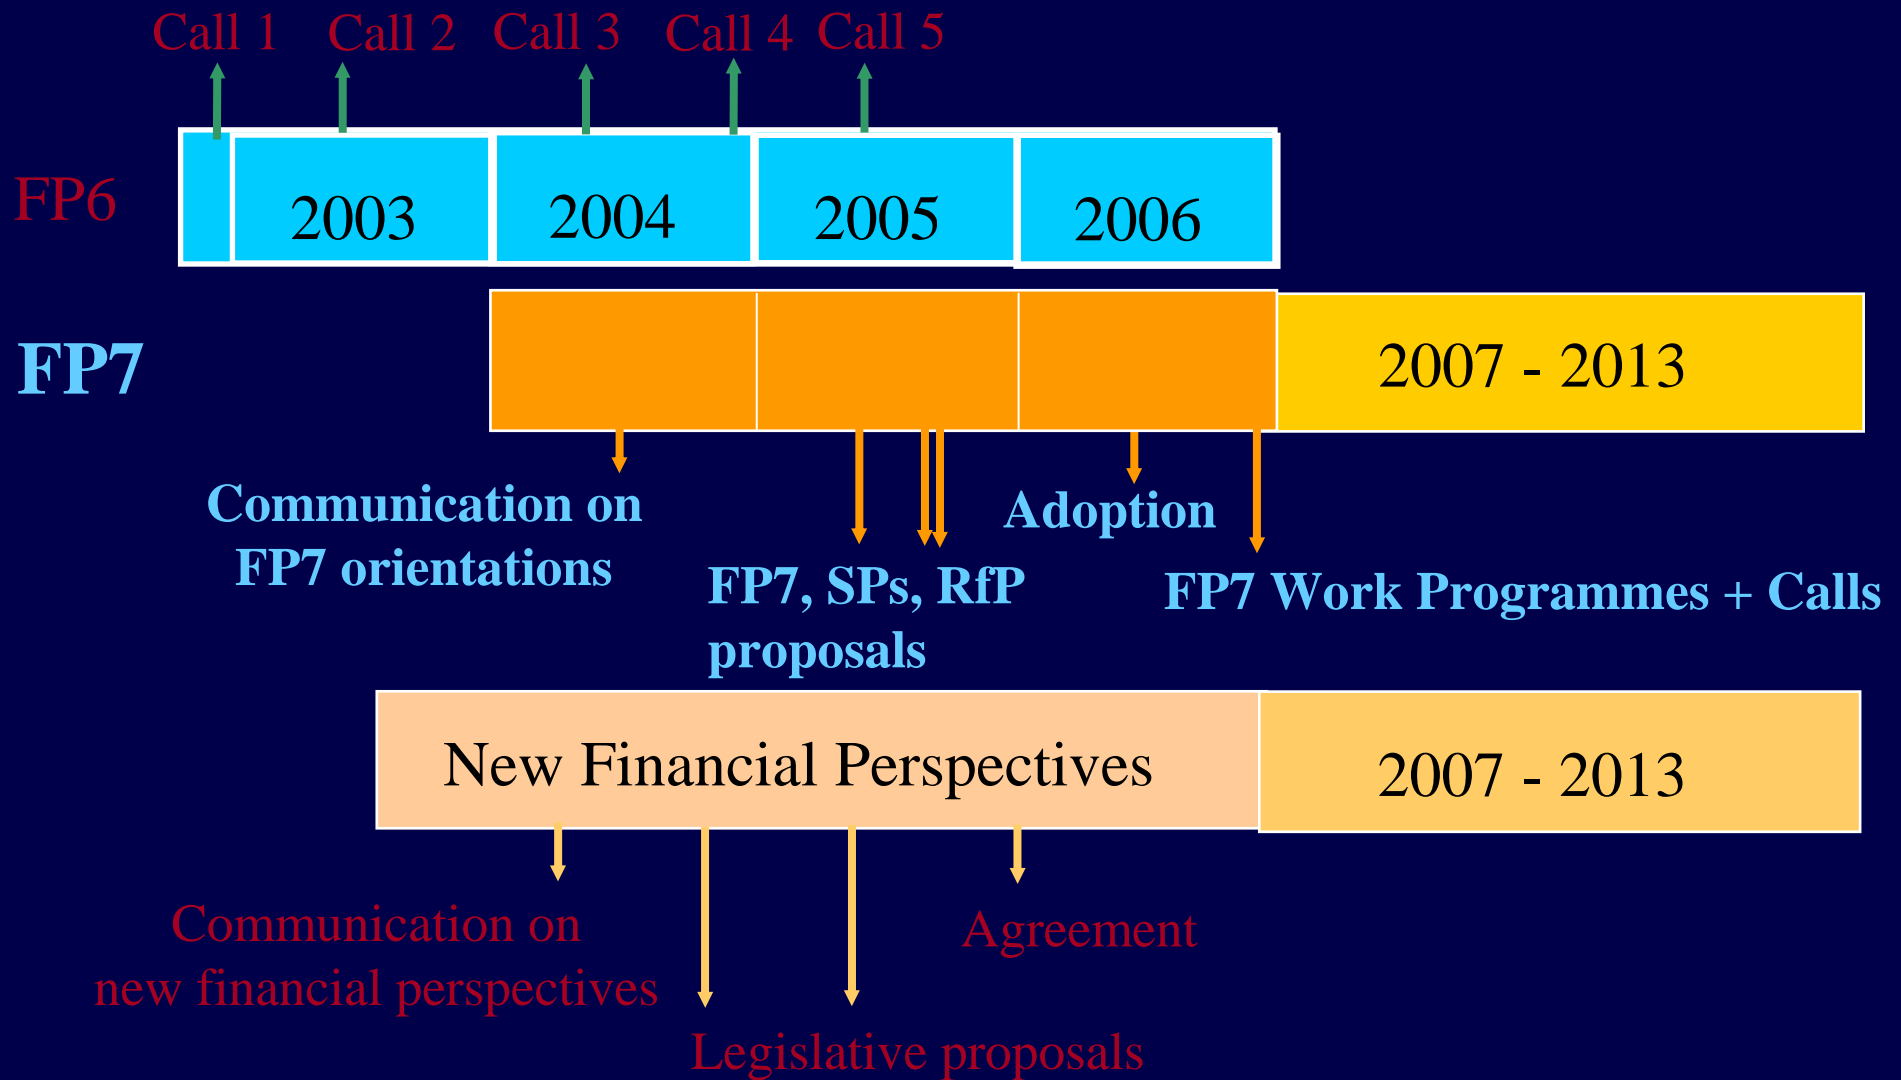 Call 1 Call 2 Call 3 Call 4 Call 5
FP6 2003 2004 2005 2006
FP7 2007 - 2013
Communication on
FP7 orientations
FP7, SPs, RfP
proposals
Adoption
FP7 Work Programmes + Calls
New Financial Perspectives 2007 - 2013
Communication on
new financial perspectives
Legislative proposals
Agreement